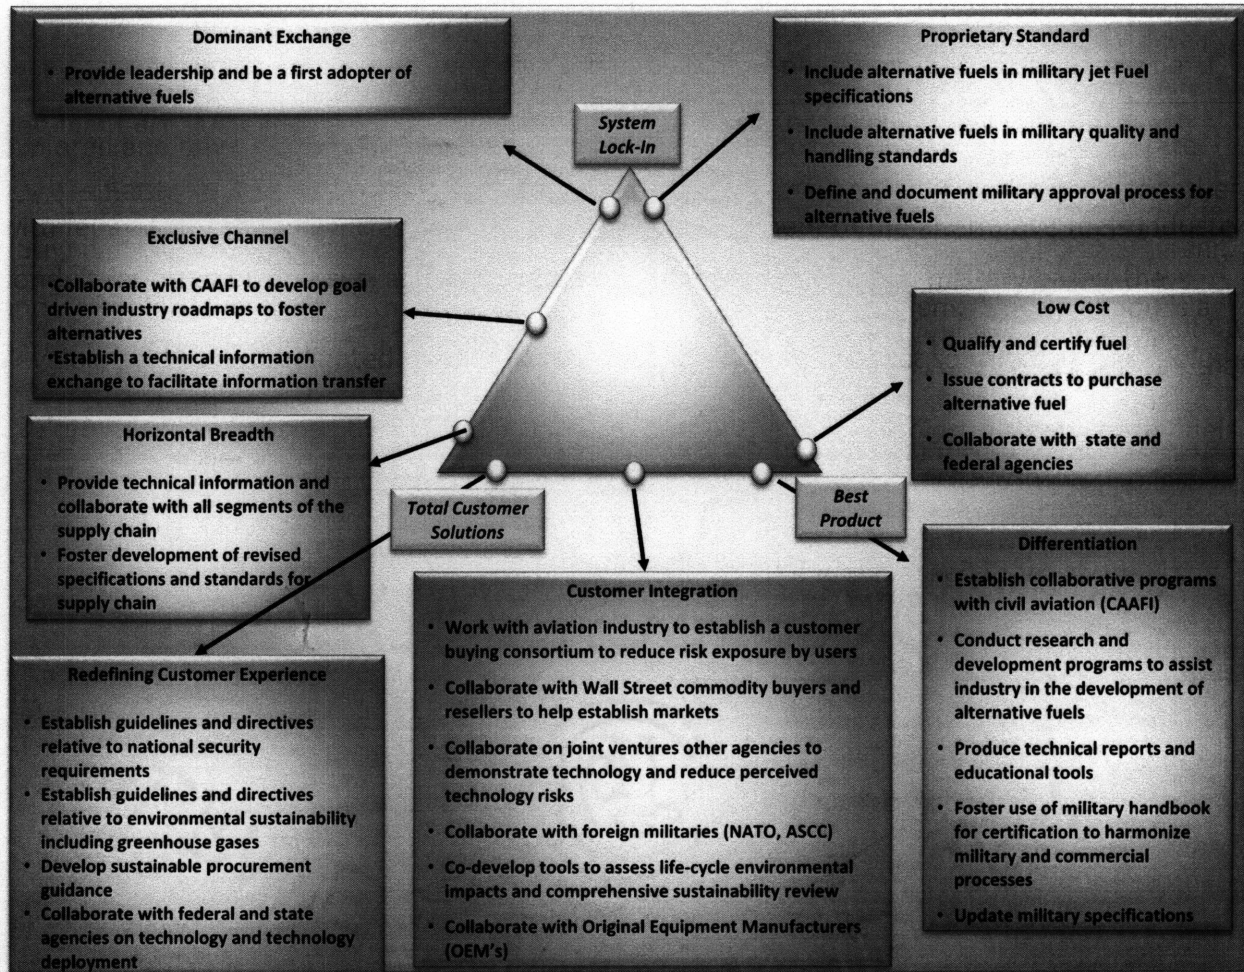 Dominant Exchange
• Provide leadership and be a first adopter of
alternative fuels
System
Lock-In
Proprietary Standard
• Include alternative fuels in military jet Fuel
specifications
• Include alternative fuels in military quality and
handling standards
• Define and document military approval process for
alternative fuels
Exclusive Channel
•Collaborate with CAAFI to develop goal
driven industry roadmaps to foster
alternatives
•Establish a technical information
exchange to facilitate information transfer
Low Cost
• Qualify and certify fuel
• Issue contracts to purchase
alternative fuel
• Collaborate with state and
federal agencies
Horizontal Breadth
• Provide technical information and
collaborate with all segments of the
supply chain
• Foster development of revised
specifications and standards for
supply chain
Total Customer
Solutions
Best
Product
Redefining Customer Experience
• Establish guidelines and directives
relative to national security
requirements
• Establish guidelines and directives
relative to environmental sustainability
including greenhouse gases
• Develop sustainable procurement
guidance
• Collaborate with federal and state
agencies on technology and technology
deployment
Customer Integration
• Work with aviation industry to establish a customer
buying consortium to reduce risk exposure by users
• Collaborate with Wall Street commodity buyers and
resellers to help establish markets
• Collaborate on joint ventures other agencies to
demonstrate technology and reduce perceived
technology risks
• Collaborate with foreign militaries (NATO, ASCC)
• Co-develop tools to assess life-cycle environmental
impacts and comprehensive sustainability review
• Collaborate with Original Equipment Manufacturers
(OEM's)
Differentiation
• Establish collaborative programs
with civil aviation (CAAFI)
• Conduct research and
development programs to assist
industry in the development of
alternative fuels
• Produce technical reports and
educational tools
• Foster use of military handbook
for certification to harmonize
military and commercial
processes
• Update military specifications